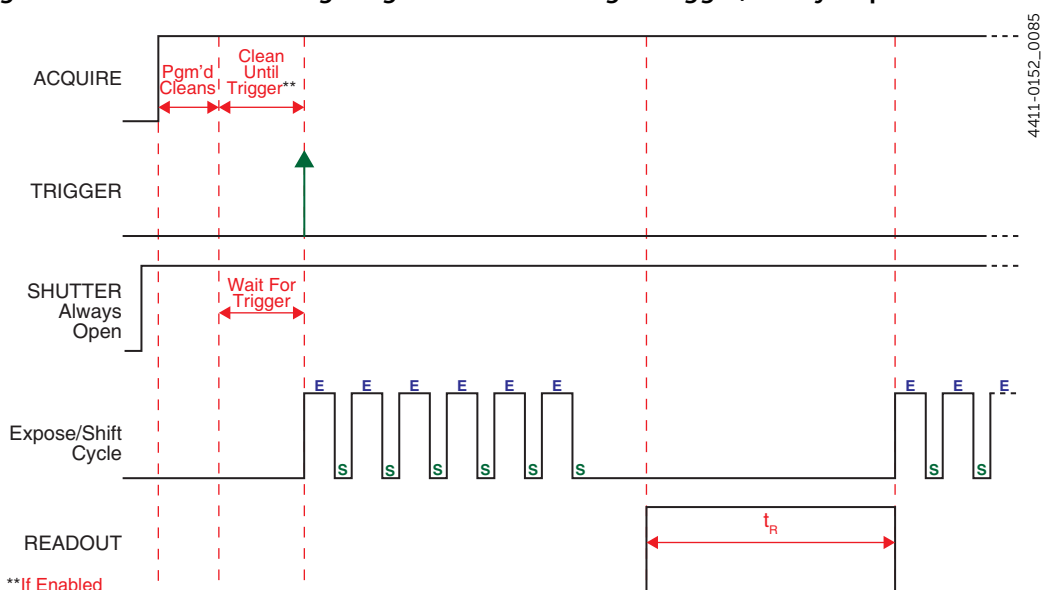 4411-0152_0085
ACQUIRE
Pgm'd
Cleans
Clean
Until
Trigger**
TRIGGER
SHUTTER
Always
Open
Wait For
Trigger
E E E E E E E E E
Expose/Shift
Cycle
S S S S S S S S
READOUT
tR
**If Enabled